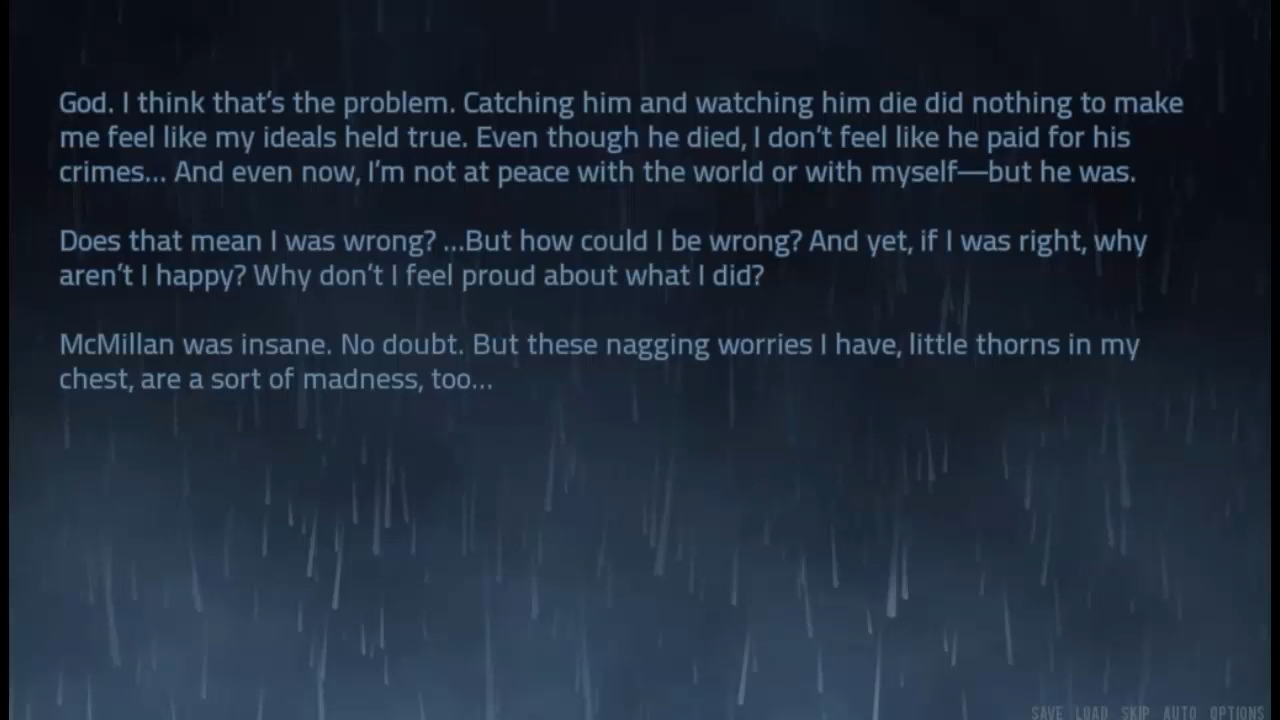 God. I think that's the problem. Catching him and watching him die did nothing to make
me feel like my ideals held true. Even though he died, I don't feel like he paid for his
crimes... And even now, I'm not at peace with the world or with myself—but he was.
Does that mean I was wrong? ...But how could I be wrong? And yet, if I was right, why
aren't I happy? Why don't I feel proud about what I did?
McMillan was insane. No doubt. But these nagging worries I have, little thorns in my
chest, are a sort of madness, too...
SAVE LOAD SKIP AUTO OPTIONS